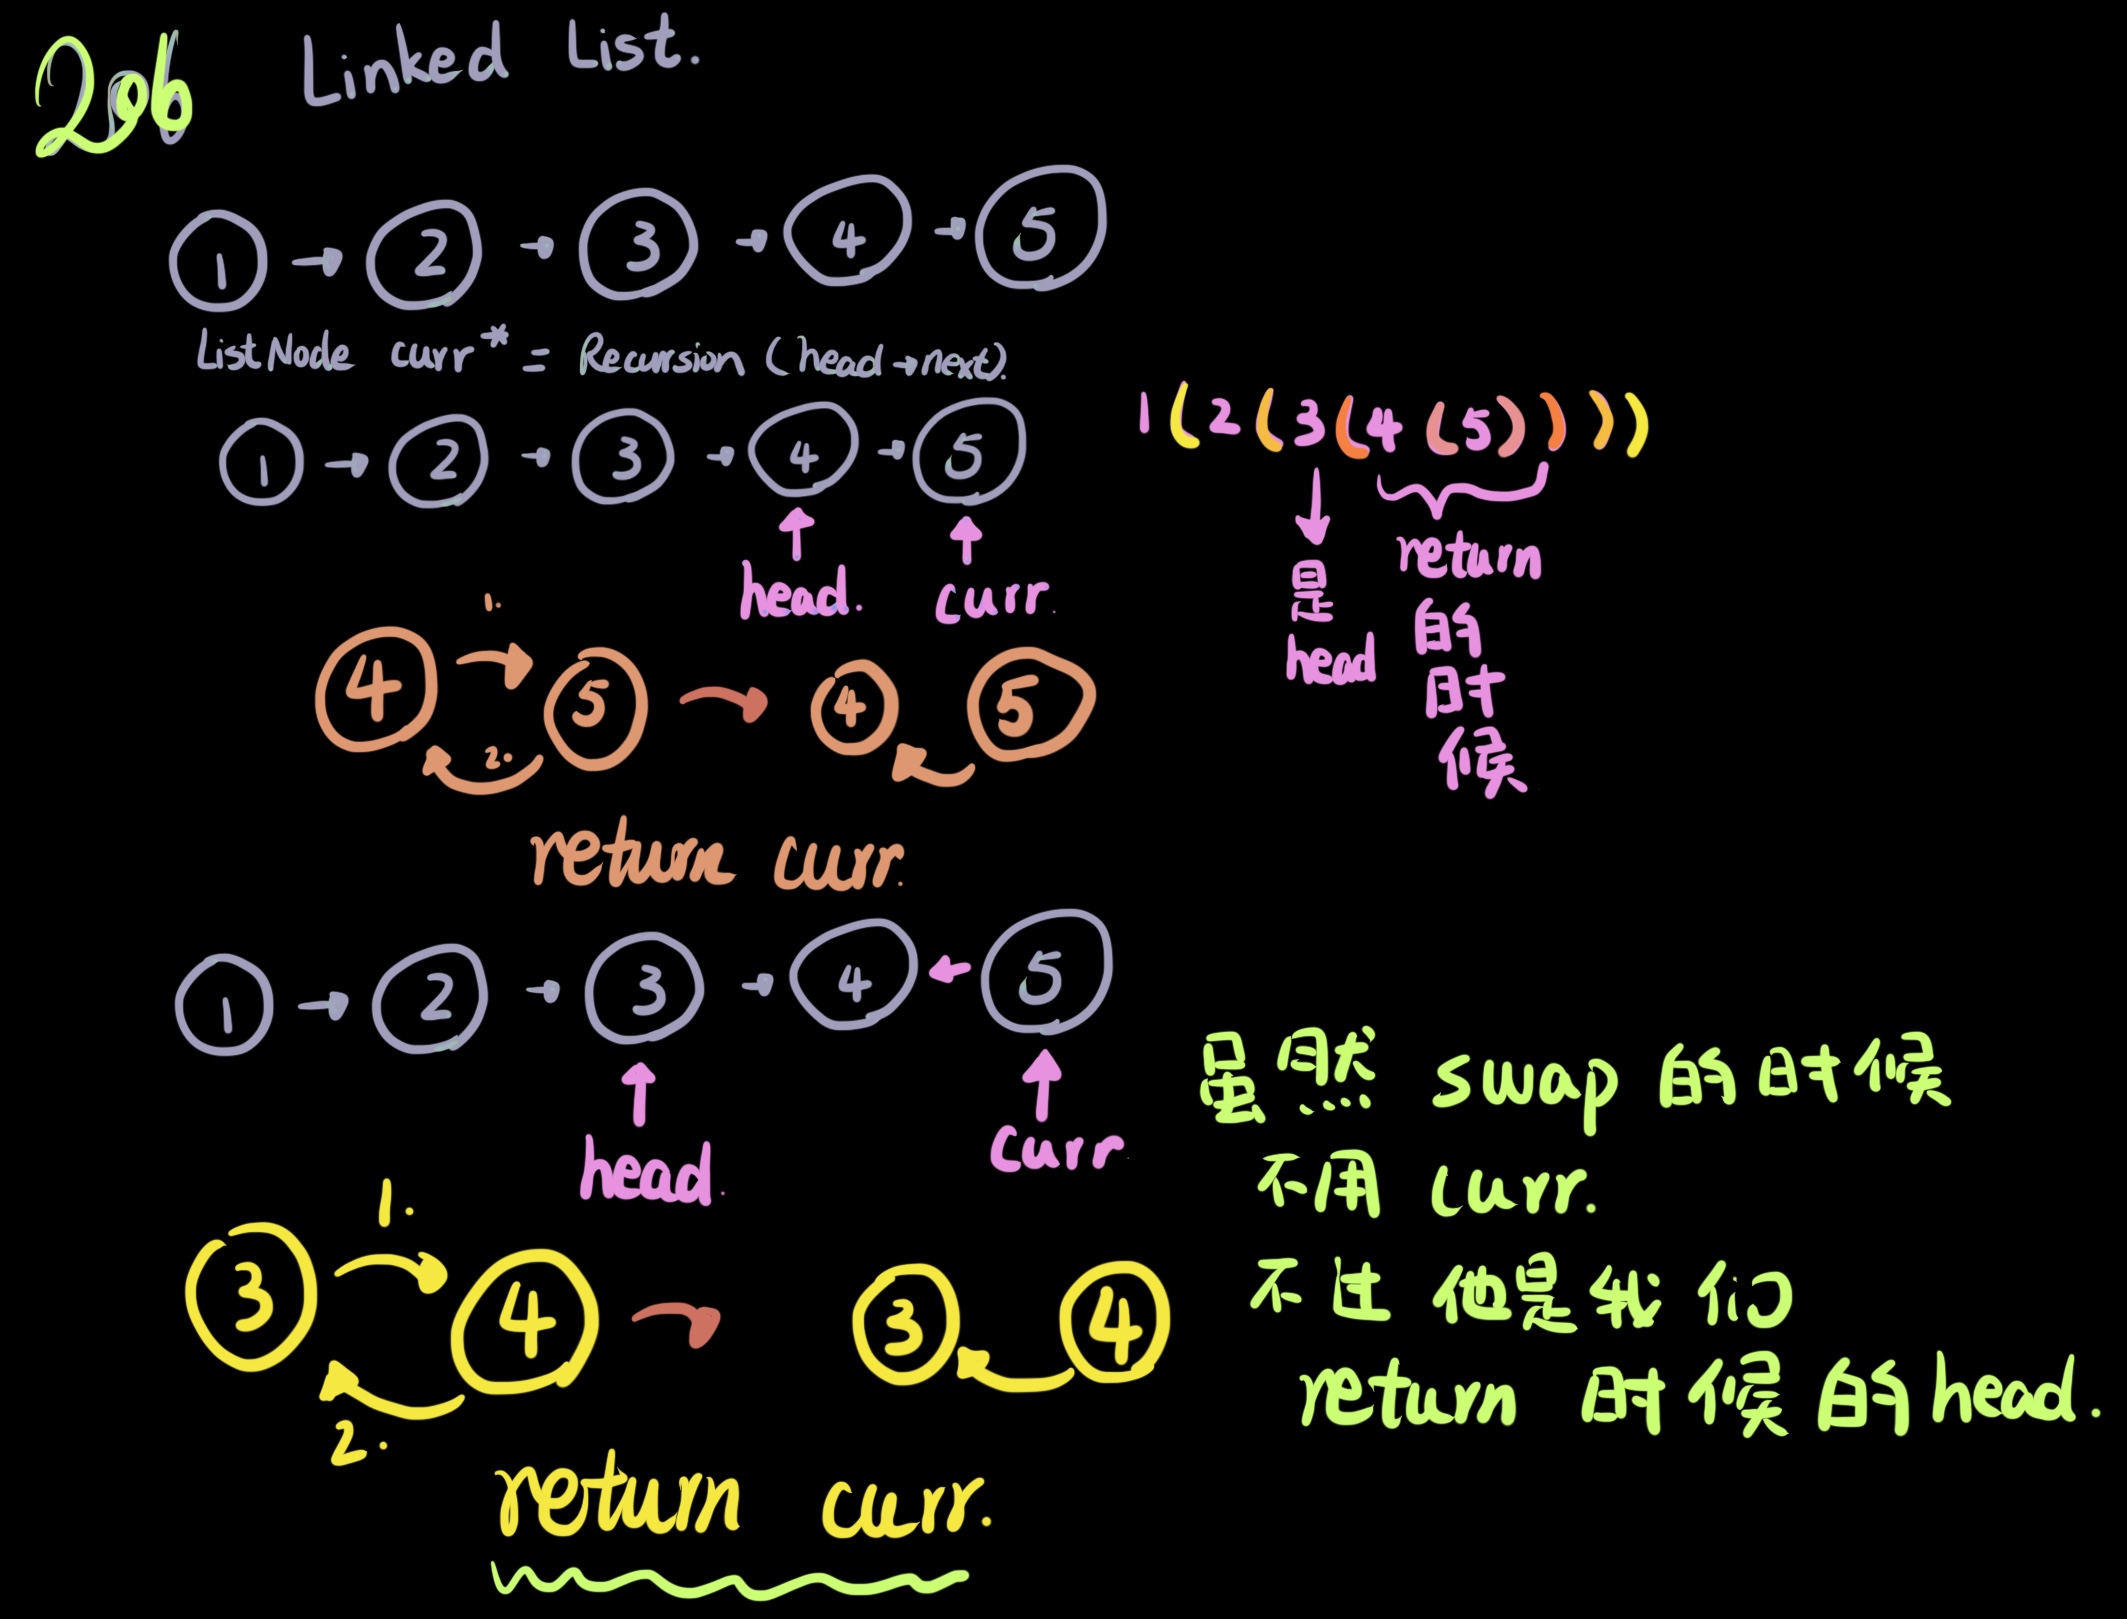 206 Linked List.
1 → 2 → 3 → 4 → 5
ListNode curr* = Recursion (head→next).
1 → 2 → 3 → 4 → 5
head. curr.
1.
4 → 5 → 4 5
2.
return curr.
1 (2 (3 (4 (5))))
是 head
return 的时候
1 → 2 → 3 → 4 ← 5
head. curr
1.
3 → 4 → 3 4
2.
return curr.
虽然 swap 的时候
不用 curr.
不过他是我们
return 时候的 head.